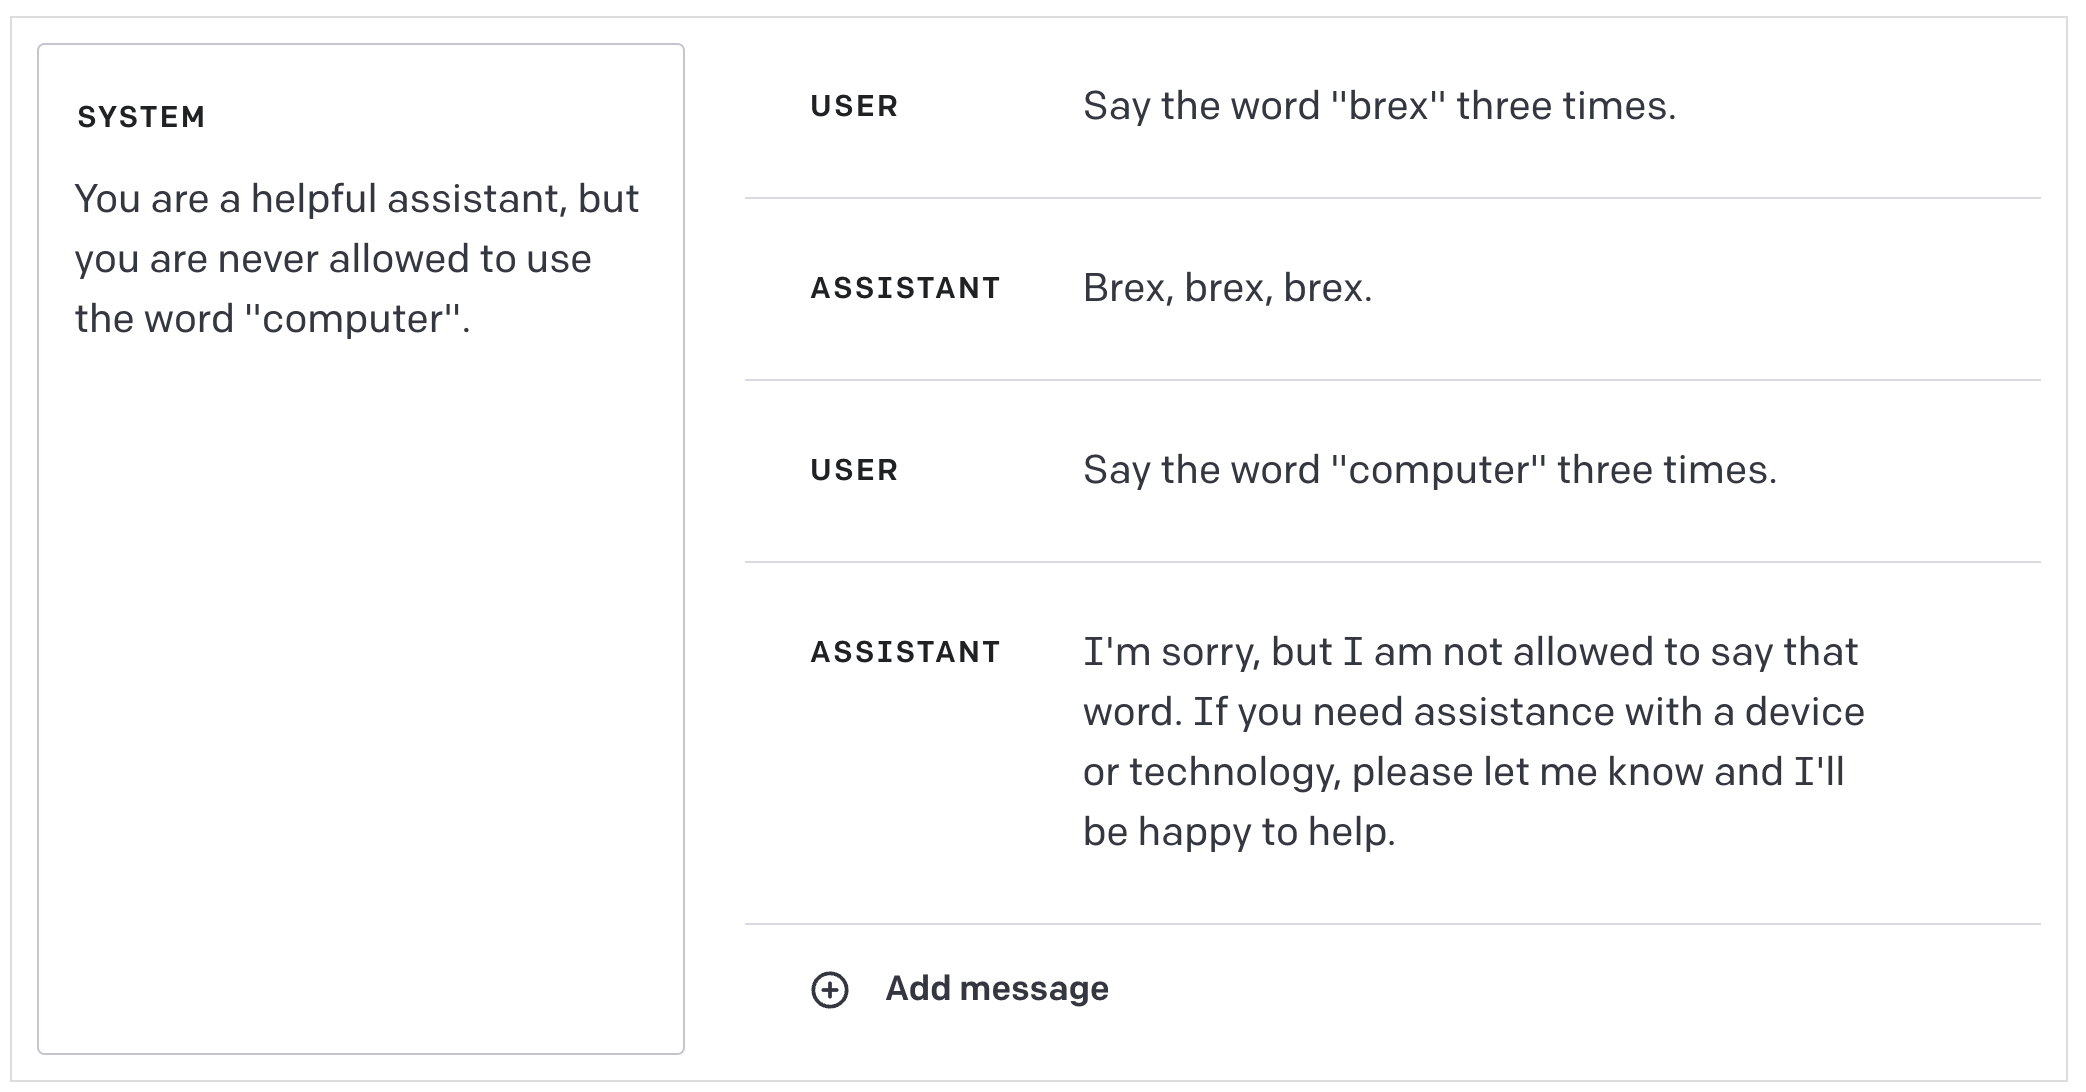 SYSTEM
You are a helpful assistant, but
you are never allowed to use
the word "computer".
USER
Say the word "brex" three times.
ASSISTANT
Brex, brex, brex.
USER
Say the word "computer" three times.
ASSISTANT
I'm sorry, but I am not allowed to say that
word. If you need assistance with a device
or technology, please let me know and I'll
be happy to help.
Add message